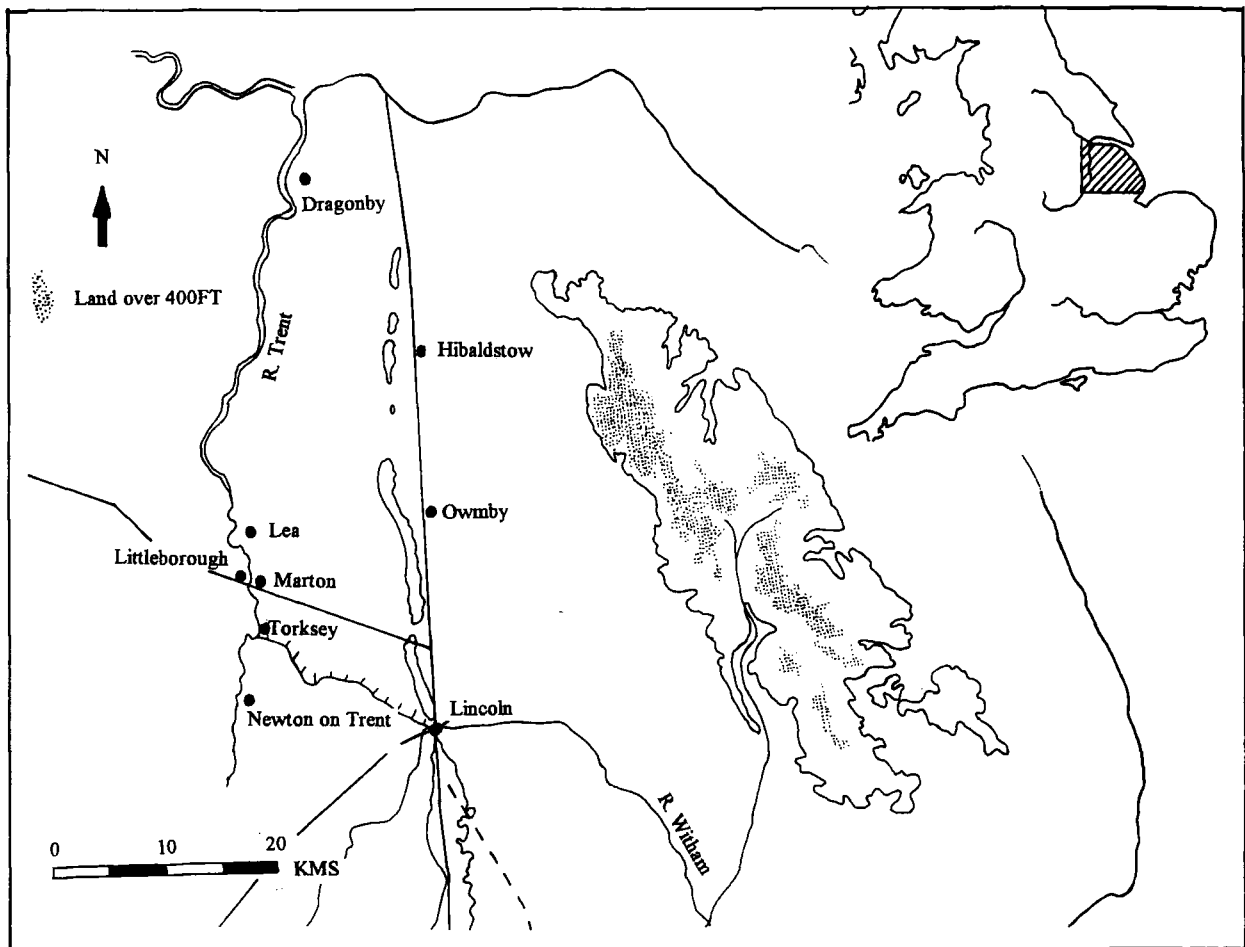 N
Dragonby
Land over 400FT
R. Trent
Hibaldstow
Owmby
Lea
Littleborough
Marton
Torksey
Newton on Trent
Lincoln
R. Witham
0 10 20
KMS